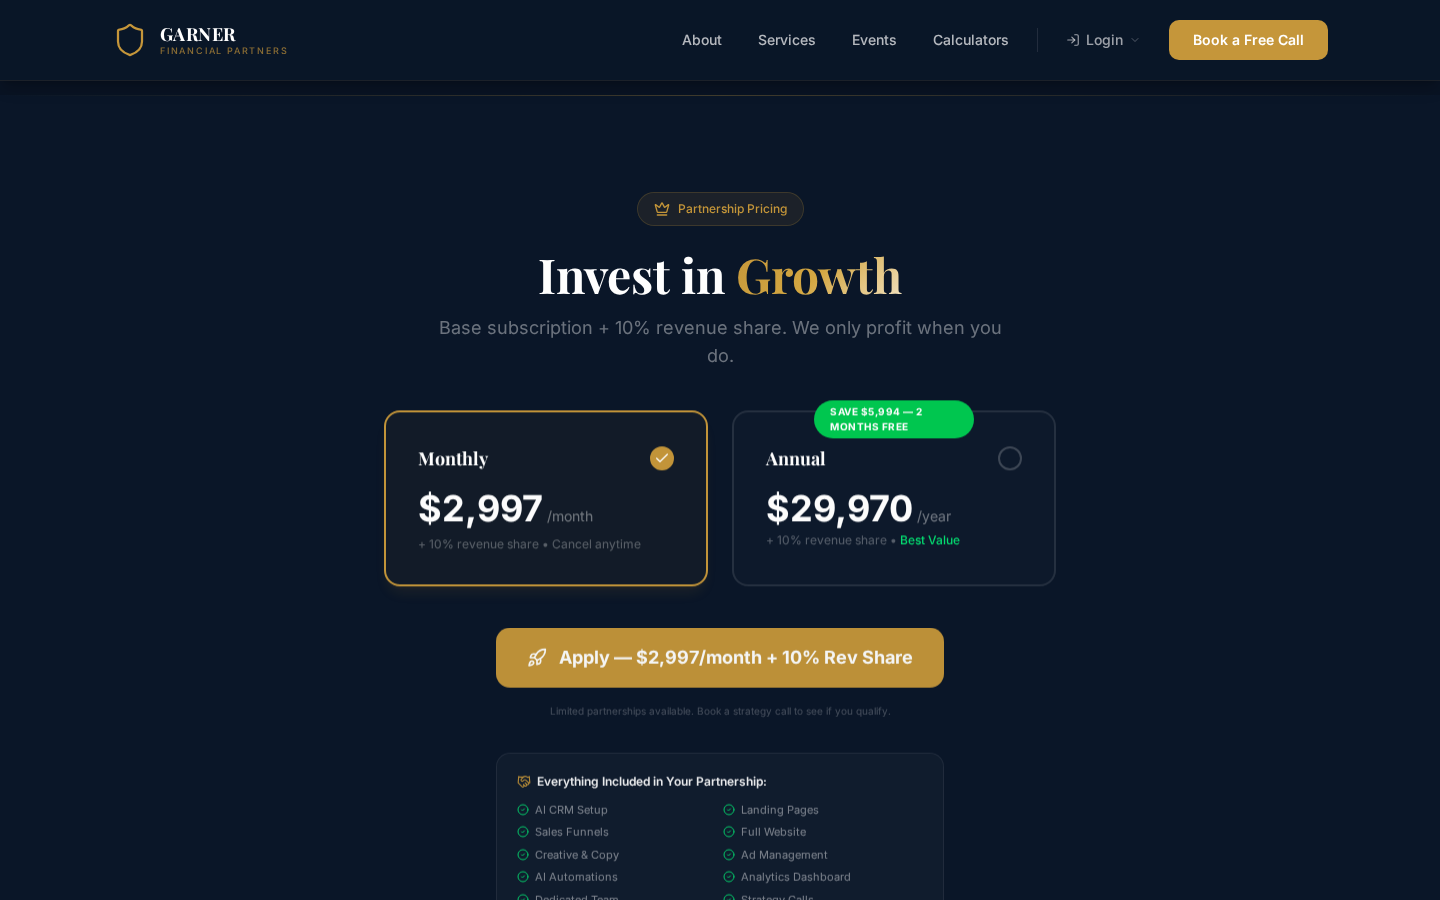 GARNER
FINANCIAL PARTNERS
About
Services
Events
Calculators
Login
Book a Free Call
Partnership Pricing
Invest in Growth
Base subscription + 10% revenue share. We only profit when you
do.
Monthly
$2,997 /month
+ 10% revenue share • Cancel anytime
SAVE $5,994 — 2
MONTHS FREE
Annual
$29,970 /year
+ 10% revenue share • Best Value
Apply — $2,997/month + 10% Rev Share
Limited partnerships available. Book a strategy call to see if you qualify.
Everything Included in Your Partnership:
AI CRM Setup
Landing Pages
Sales Funnels
Full Website
Creative & Copy
Ad Management
AI Automations
Analytics Dashboard
Dedicated Team
Strategy Calls